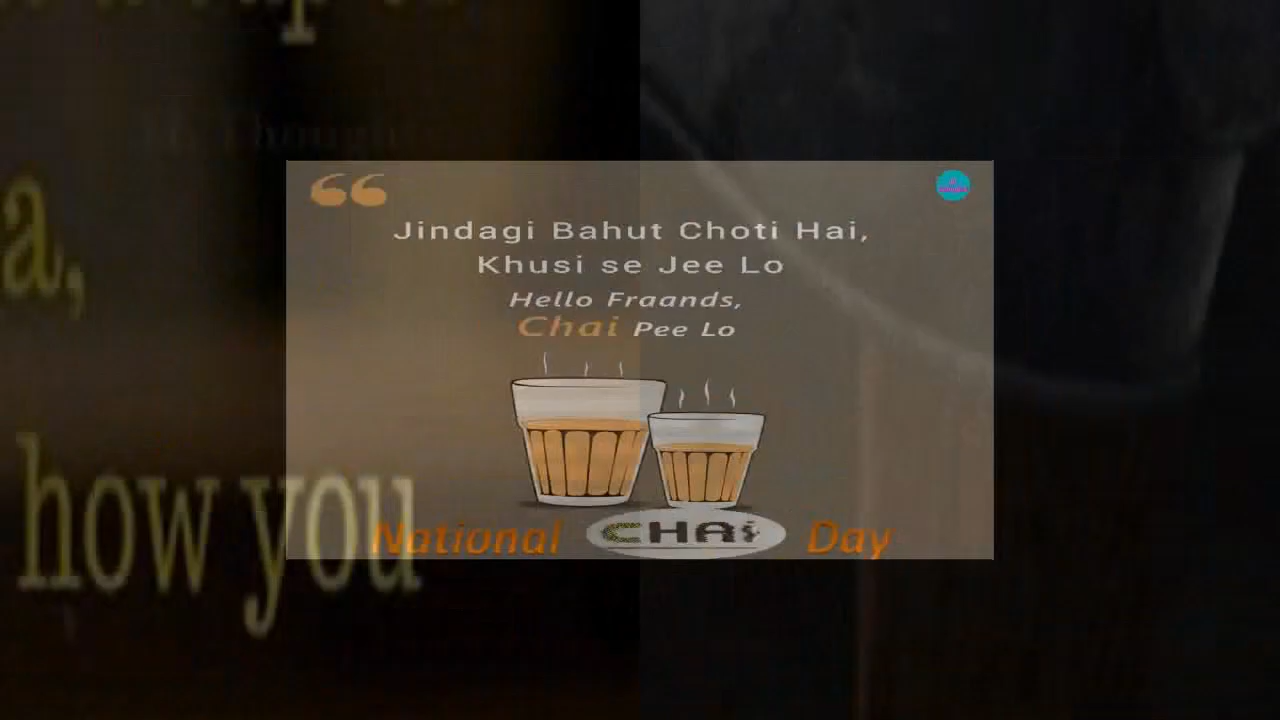 Jindagi Bahut Choti Hai,
Khusi se Jee Lo
Hello Fraands,
Chai Pee Lo
National CHAI Day
a,
how you